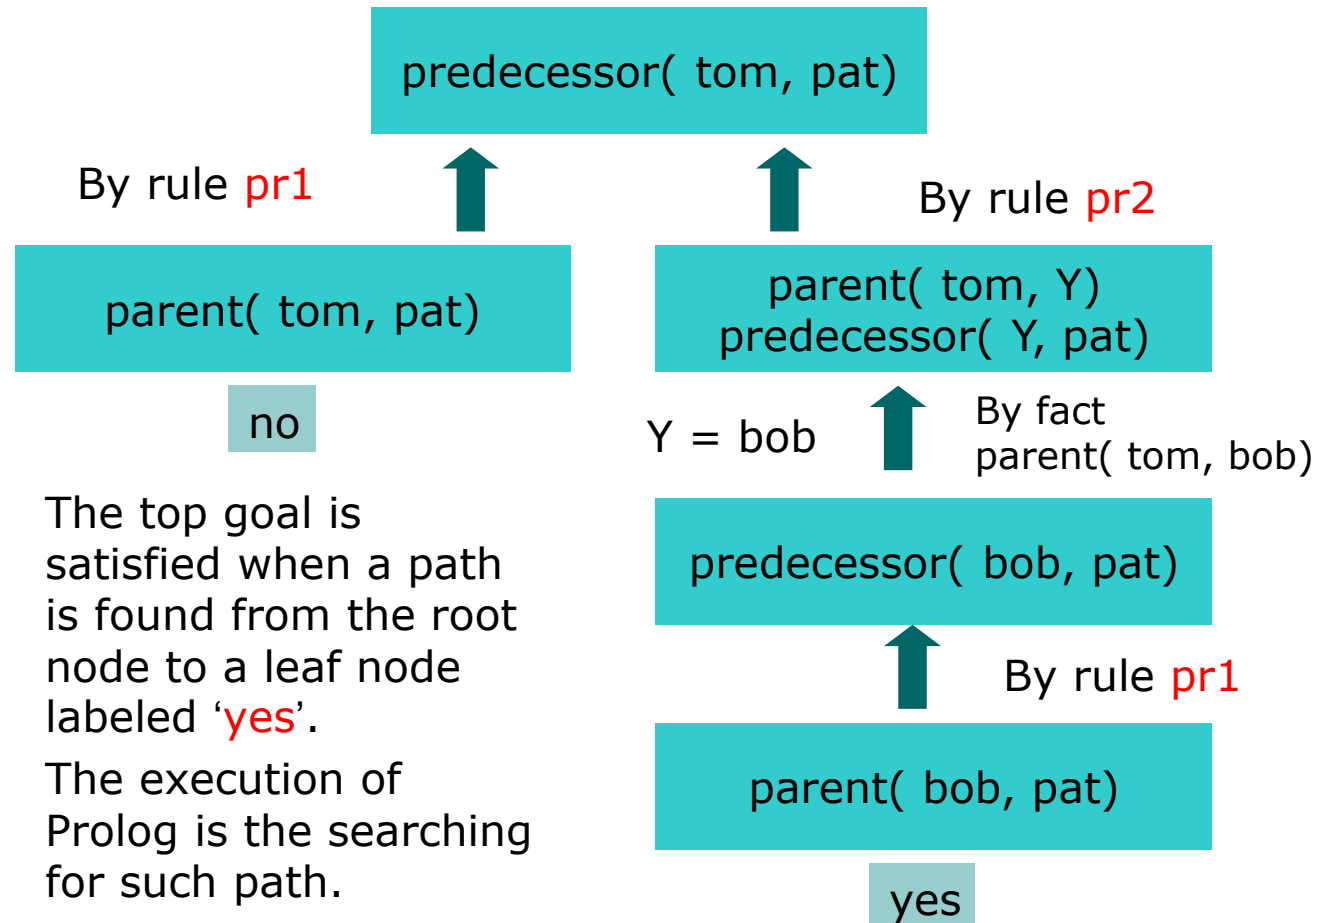 predecessor( tom, pat)
By rule pr1
By rule pr2
parent( tom, pat)
parent( tom, Y)
predecessor( Y, pat)
no
Y = bob
By fact
parent( tom, bob)
The top goal is
satisfied when a path
is found from the root
node to a leaf node
labeled ‘yes’.
The execution of
Prolog is the searching
for such path.
predecessor( bob, pat)
By rule pr1
parent( bob, pat)
yes